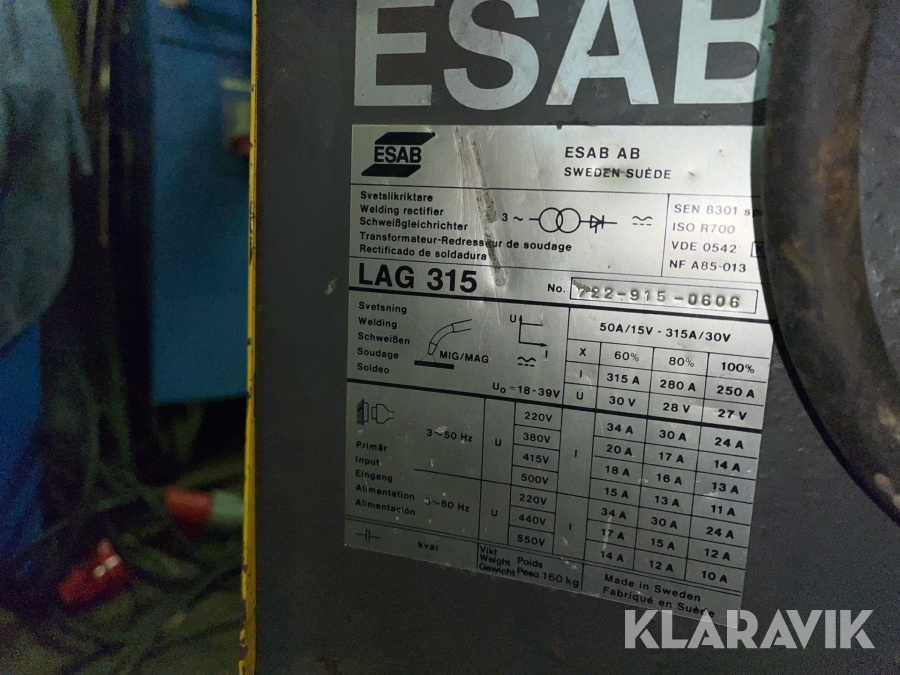 ESAB
ESAB
ESAB AB
SWEDEN SUÈDE
Svetslikriktare
Welding rectifier
Schweißgleichrichter
Transformateur-Redresseur de soudage
Rectificado de soldadura
3~
SEN 8301
ISO R700
VDE 0542
NF A85-013
LAG 315
No. 722-915-0606
Svetsning
Welding
Schweißen
Soudage
Soldeo
MIG/MAG
U
I
U₀=18-39V
50A/15V - 315A/30V
X 60% 80% 100%
I 315 A 280 A 250 A
U 30 V 28 V 27 V
Primär
Input
Eingang
Alimentation
Alimentación
3~50 Hz U I
220V 34 A 30 A 24 A
380V 20 A 17 A 14 A
415V 18 A 16 A 13 A
500V 15 A 13 A 11 A
3~60 Hz U I
220V 34 A 30 A 24 A
440V 17 A 15 A 12 A
550V 14 A 12 A 10 A
kvar
Vikt Poids
Weight
Gewicht Peso 160 kg
Made in Sweden
Fabriqué en Suède
KLARAVIK